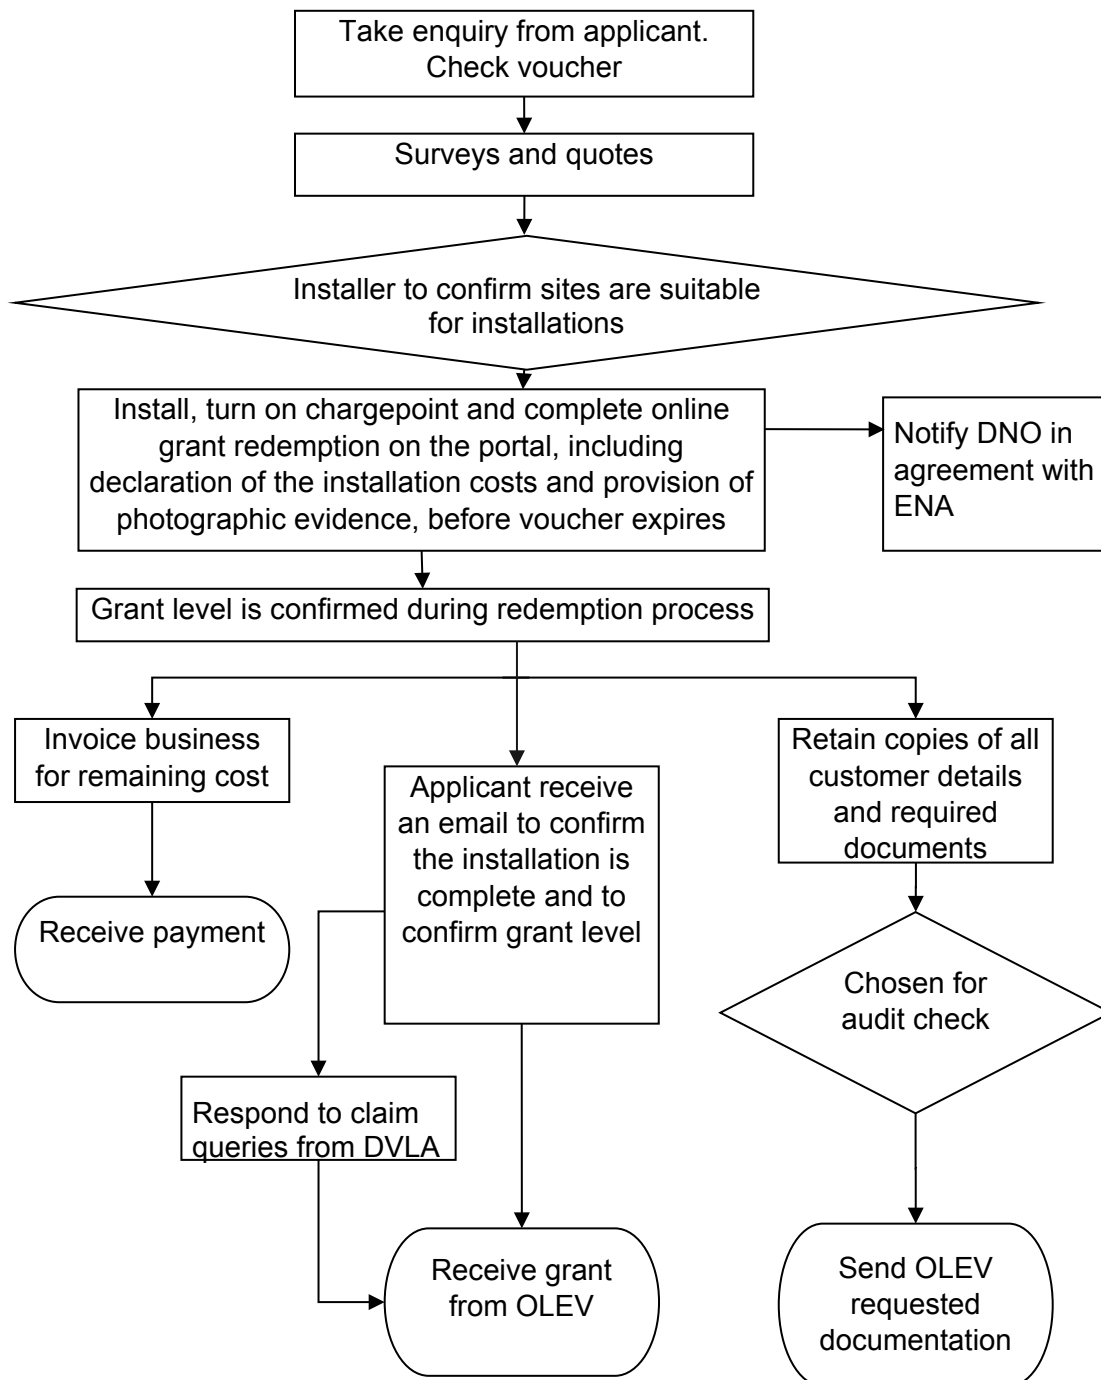 Take enquiry from applicant.
Check voucher
Surveys and quotes
Installer to confirm sites are suitable
for installations
Install, turn on chargepoint and complete online
grant redemption on the portal, including
declaration of the installation costs and provision of
photographic evidence, before voucher expires
Notify DNO in
agreement with
ENA
Grant level is confirmed during redemption process
Invoice business
for remaining cost
Applicant receive
an email to confirm
the installation is
complete and to
confirm grant level
Retain copies of all
customer details
and required
documents
Receive payment
Chosen for
audit check
Respond to claim
queries from DVLA
Receive grant
from OLEV
Send OLEV
requested
documentation